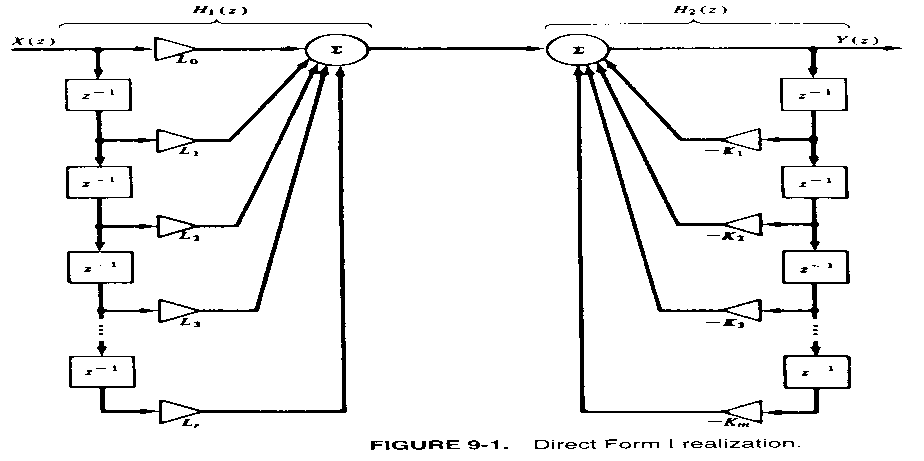 H₁(z) H₂(z)
X(z) L₀ Σ Σ Y(z)
z⁻¹ z⁻¹
L₁ −K₁
z⁻¹ z⁻¹
L₂ −K₂
z⁻¹ z⁻¹
L₃ −K₃
z⁻¹ z⁻¹
Lᵣ −Kₘ
FIGURE 9-1. Direct Form I realization.